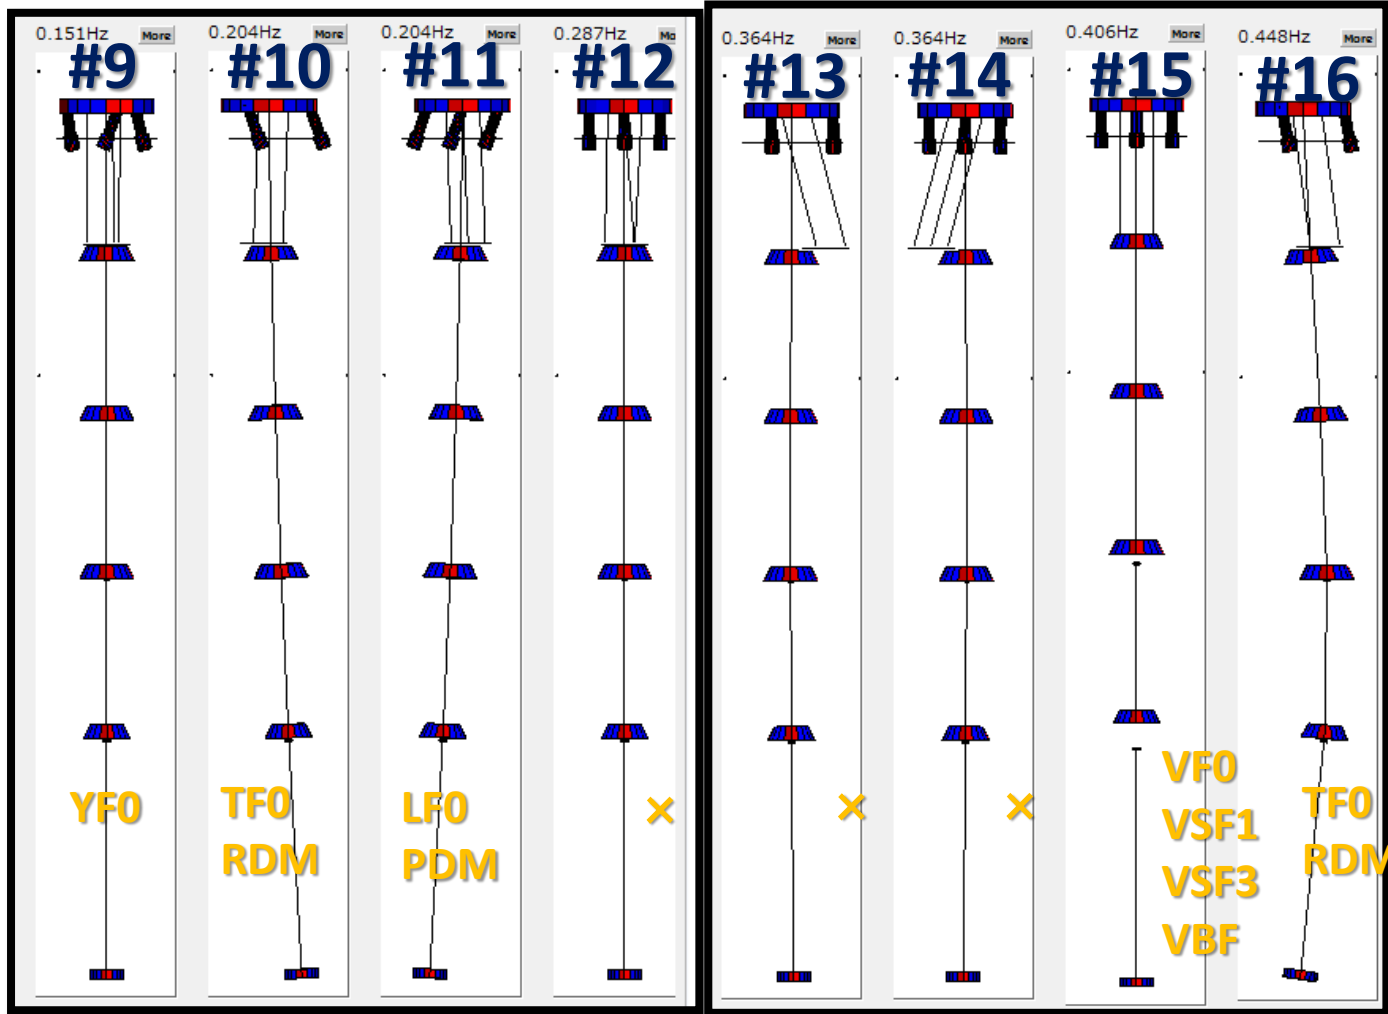 0.151Hz More
0.204Hz More
0.204Hz More
0.287Hz Mo
0.364Hz More
0.364Hz More
0.406Hz More
0.448Hz More
#9
#10
#11
#12
#13
#14
#15
#16
YF0
TF0
RDM
LF0
PDM
×
×
×
VF0
VSF1
VSF3
VBF
TF0
RDM